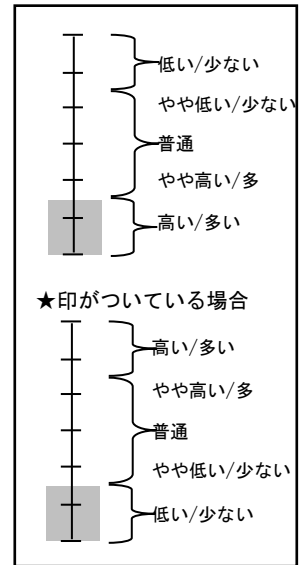 低い/少ない
やや低い/少ない
普通
やや高い/多
高い/多い
★印がついている場合
高い/多い
やや高い/多
普通
やや低い/少ない
低い/少ない